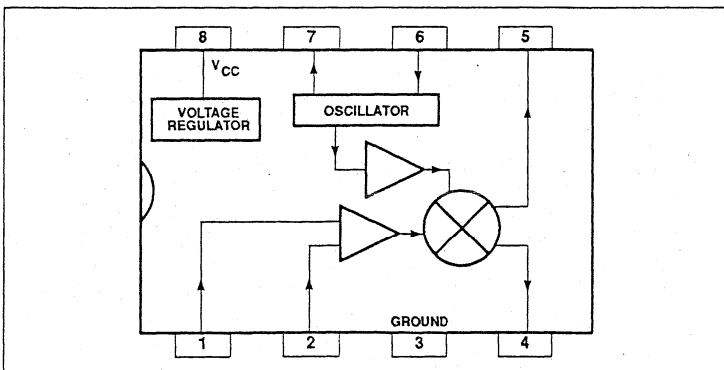 8 7 6 5
VCC
VOLTAGE
REGULATOR
OSCILLATOR
GROUND
1 2 3 4